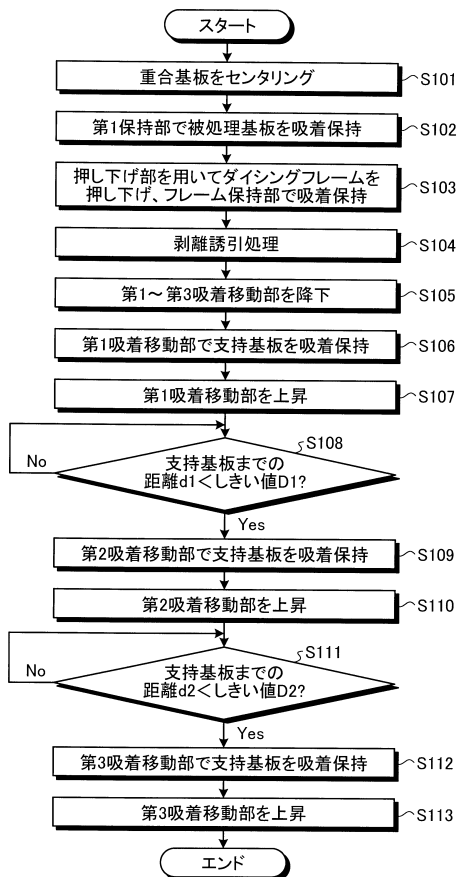 スタート
重合基板をセンタリング
S101
第1保持部で被処理基板を吸着保持
S102
押し下げ部を用いてダイシングフレームを
押し下げ、フレーム保持部で吸着保持
S103
剥離誘引処理
S104
第1～第3吸着移動部を降下
S105
第1吸着移動部で支持基板を吸着保持
S106
第1吸着移動部を上昇
S107
S108
支持基板までの
距離d1＜しきい値D1?
No
Yes
第2吸着移動部で支持基板を吸着保持
S109
第2吸着移動部を上昇
S110
S111
支持基板までの
距離d2＜しきい値D2?
No
Yes
第3吸着移動部で支持基板を吸着保持
S112
第3吸着移動部を上昇
S113
エンド